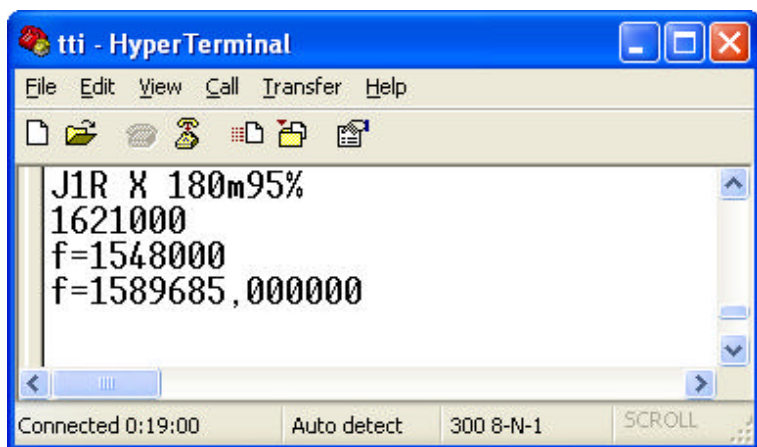 tti - HyperTerminal
File Edit View Call Transfer Help
J1R X 180m95%
1621000
f=1548000
f=1589685,000000
Connected 0:19:00 Auto detect 300 8-N-1 SCROLL